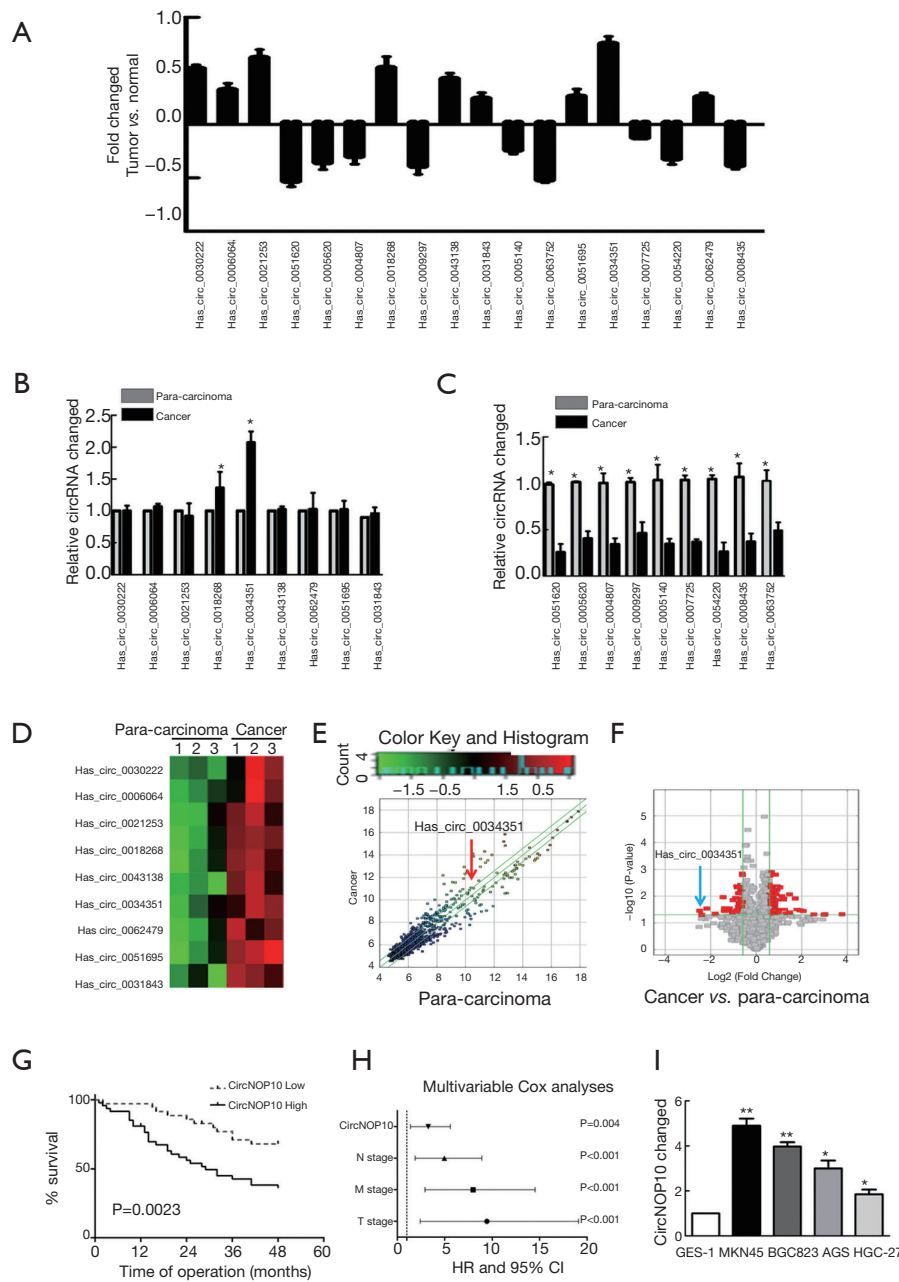 A
Fold changed
Tumor vs. normal
1.0
0.5
0.0
−0.5
−1.0
Has_circ_0030222
Has_circ_0006064
Has_circ_0021253
Has_circ_0051620
Has_circ_0005620
Has_circ_0004807
Has_circ_0018268
Has_circ_0009297
Has_circ_0043138
Has_circ_0031843
Has_circ_00005140
Has_circ_0063752
Has_circ_0051695
Has_circ_0034351
Has_circ_0007725
Has_circ_0054220
Has_circ_0062479
Has_circ_0008435
B
Para-carcinoma
Cancer
Relative circRNA changed
2.5
2.0
1.5
1.0
0.5
0.0
*
*
Has_circ_0030222
Has_circ_0006064
Has_circ_0021253
Has_circ_0018268
Has_circ_0034351
Has_circ_0043138
Has_circ_0062479
Has_circ_0051695
Has_circ_0031843
C
Para-carcinoma
Cancer
Relative circRNA changed
1.5
1.0
0.5
0.0
* * * * * * * * *
Has_circ_0051620
Has_circ_0005620
Has_circ_0004807
Has_circ_0009297
Has_circ_0005140
Has_circ_0007725
Has_circ_0054220
Has_circ_0008435
Has_circ_0063752
D
Para-carcinoma Cancer
1 2 3 1 2 3
Has_circ_0030222
Has_circ_0006064
Has_circ_0021253
Has_circ_0018268
Has_circ_0043138
Has_circ_0034351
Has_circ_0062479
Has_circ_0051695
Has_circ_0031843
E
Color Key and Histogram
Count
0 4
−1.5 −0.5 0.5 1.5 0.5
Has_circ_0034351
Cancer
18
16
14
12
10
8
6
4
4 6 8 10 12 14 16 18
Para-carcinoma
F
Has_circ_0034351
−log10 (P-value)
5
4
3
2
1
0
−4 −2 0 2 4
Log2 (Fold Change)
Cancer vs. para-carcinoma
G
CircNOP10 Low
CircNOP10 High
% survival
100
50
0
P=0.0023
0 12 24 36 48 60
Time of operation (months)
H
Multivariable Cox analyses
CircNOP10
P=0.004
N stage
P<0.001
M stage
P<0.001
T stage
P<0.001
0 5 10 15 20
HR and 95% CI
I
CircNOP10 changed
6
4
2
0
**
**
*
*
GES-1 MKN45 BGC823 AGS HGC-27